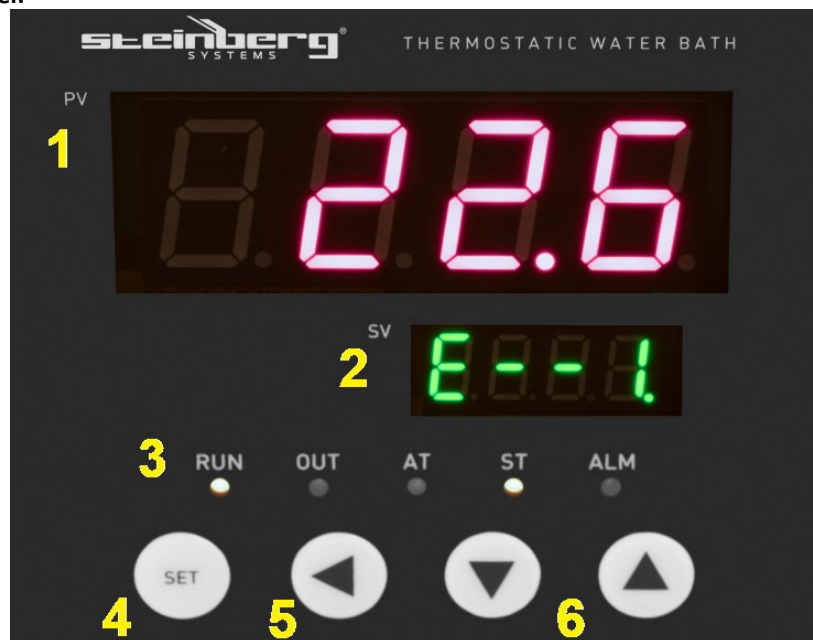 el.
steinberg®
SYSTEMS
THERMOSTATIC WATER BATH
PV
1
22.6
SV
2
E--1.
3
RUN OUT AT ST ALM
SET
4 5 6